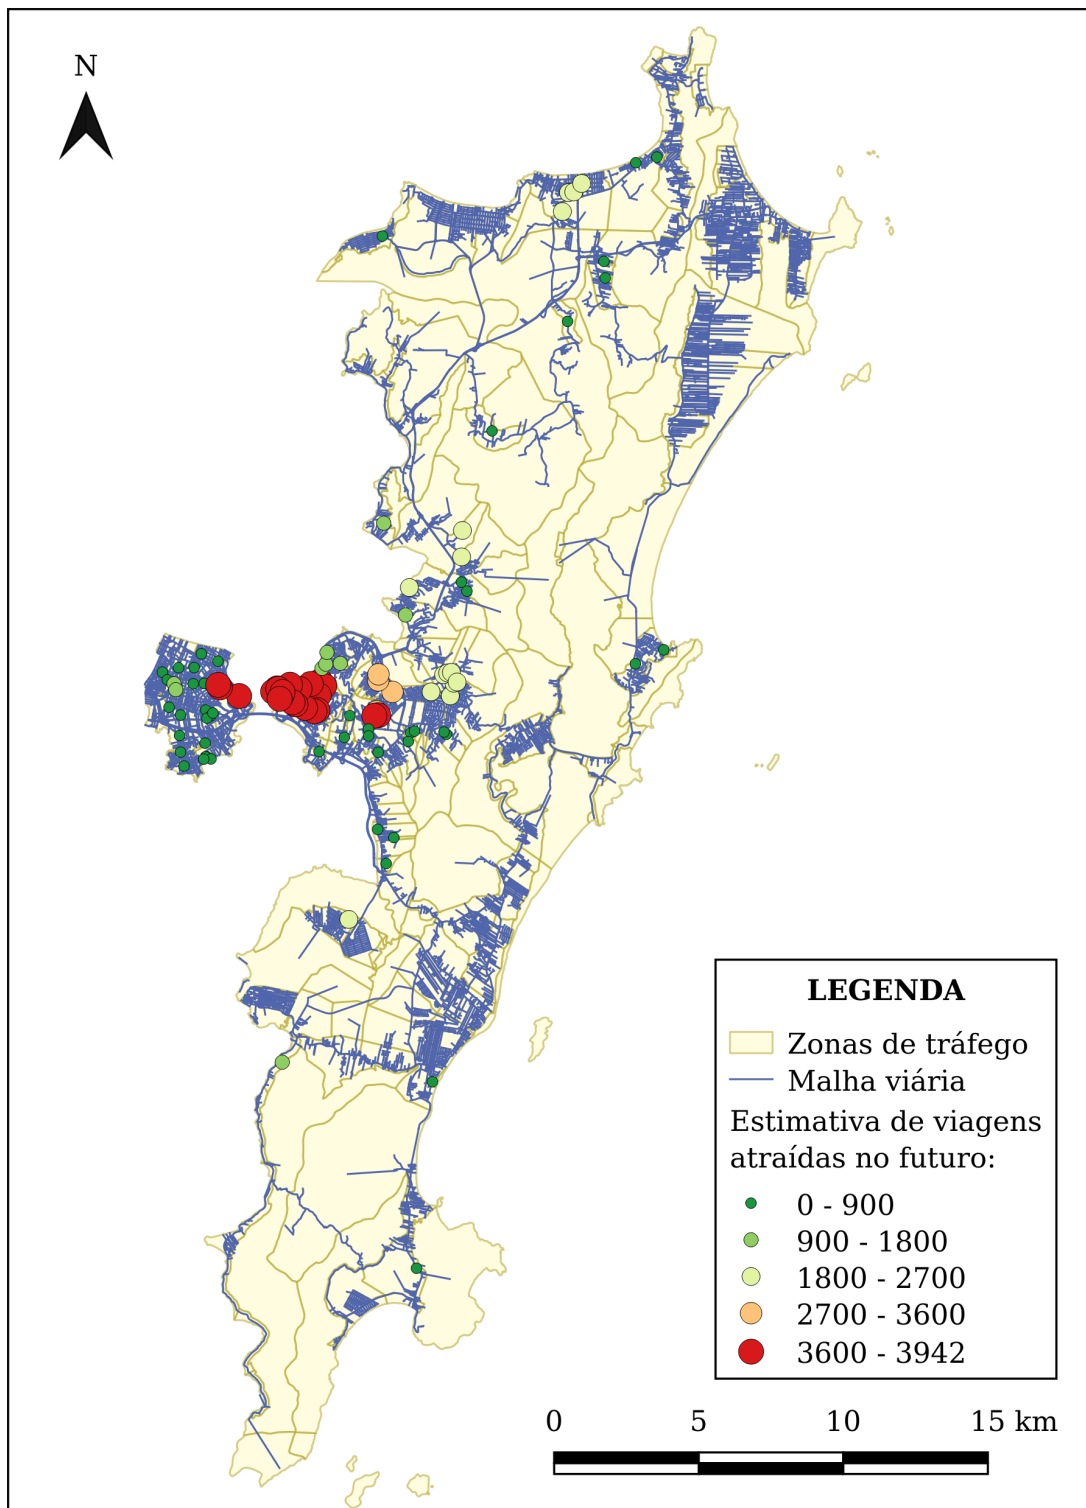 N
LEGENDA
Zonas de tráfego
Malha viária
Estimativa de viagens
atraídas no futuro:
0 - 900
900 - 1800
1800 - 2700
2700 - 3600
3600 - 3942
0 5 10 15 km